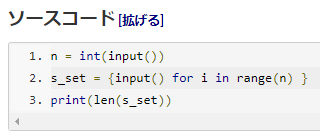 ソースコード[拡げる]
1. n = int(input())
2. s_set = {input() for i in range(n) }
3. print(len(s_set))